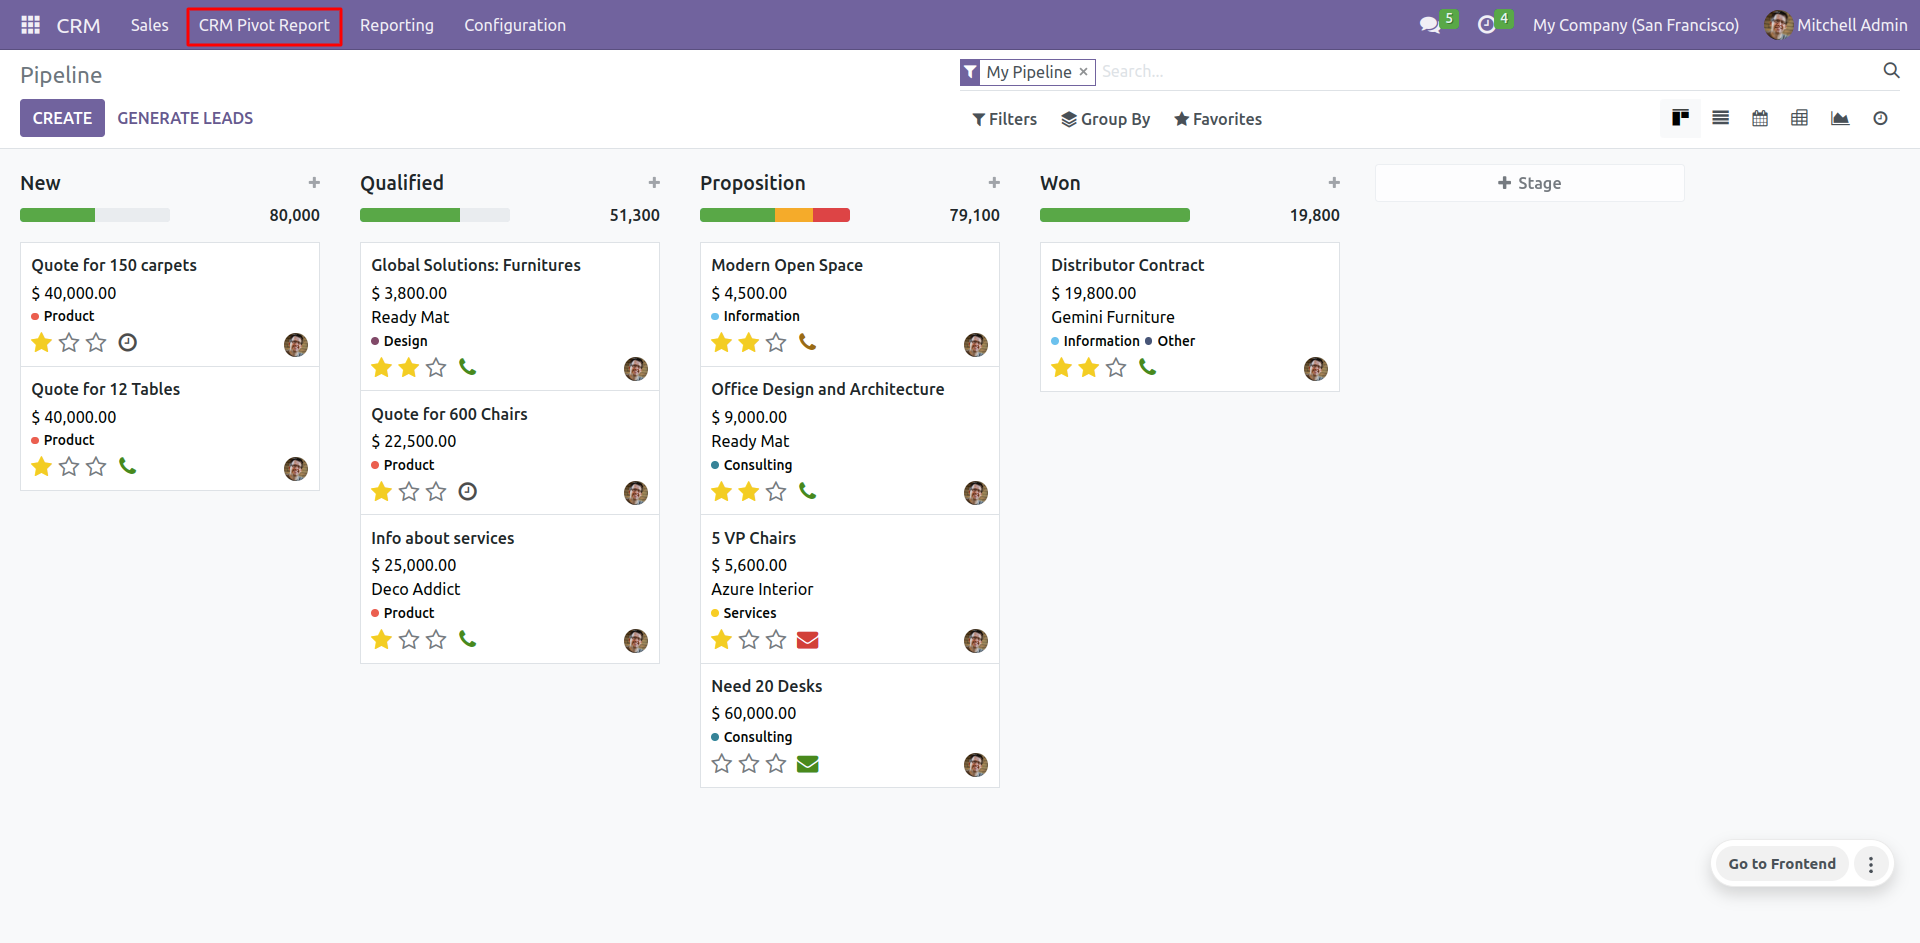 CRM Sales CRM Pivot Report Reporting Configuration 5 4 My Company (San Francisco) Mitchell Admin
Pipeline
My Pipeline × Search...
CREATE GENERATE LEADS
Filters Group By Favorites
New +
80,000
Quote for 150 carpets
$ 40,000.00
Product
Quote for 12 Tables
$ 40,000.00
Product
Qualified +
51,300
Global Solutions: Furnitures
$ 3,800.00
Ready Mat
Design
Quote for 600 Chairs
$ 22,500.00
Product
Info about services
$ 25,000.00
Deco Addict
Product
Proposition +
79,100
Modern Open Space
$ 4,500.00
Information
Office Design and Architecture
$ 9,000.00
Ready Mat
Consulting
5 VP Chairs
$ 5,600.00
Azure Interior
Services
Need 20 Desks
$ 60,000.00
Consulting
Won +
19,800
Distributor Contract
$ 19,800.00
Gemini Furniture
Information Other
+ Stage
Go to Frontend